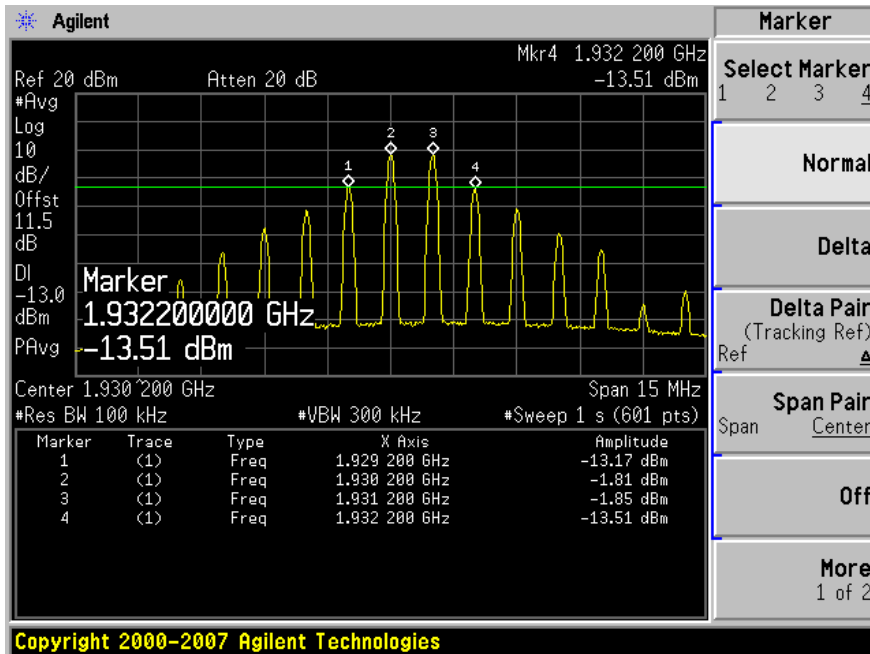 Agilent
Marker
Mkr4 1.932 200 GHz
Ref 20 dBm Atten 20 dB -13.51 dBm
#Avg
Log
10
dB/
Offst
11.5
dB
DI
-13.0
dBm
PAvg
1
2
3
4
Marker
1.932200000 GHz
-13.51 dBm
Center 1.930 200 GHz Span 15 MHz
#Res BW 100 kHz #VBW 300 kHz #Sweep 1 s (601 pts)
Marker Trace Type X Axis Amplitude
1 (1) Freq 1.929 200 GHz -13.17 dBm
2 (1) Freq 1.930 200 GHz -1.81 dBm
3 (1) Freq 1.931 200 GHz -1.85 dBm
4 (1) Freq 1.932 200 GHz -13.51 dBm
Select Marker
1 2 3 4
Normal
Delta
Delta Pair
(Tracking Ref)
Ref Δ
Span Pair
Span Center
Off
More
1 of 2
Copyright 2000-2007 Agilent Technologies